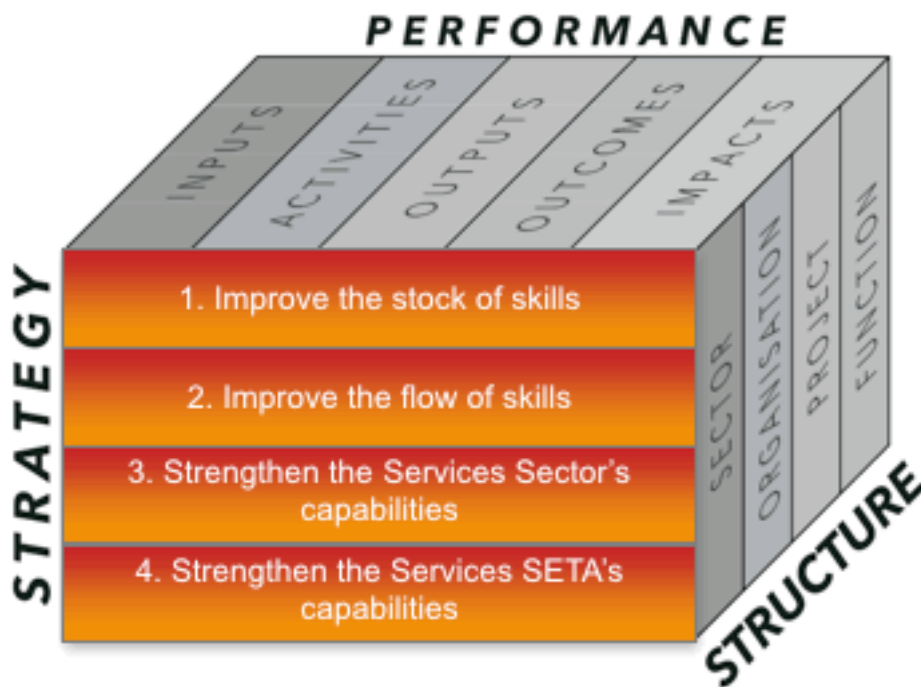 PERFORMANCE
INPUTS
ACTIVITIES
OUTPUTS
OUTCOMES
IMPACTS
STRATEGY
1. Improve the stock of skills
2. Improve the flow of skills
3. Strengthen the Services Sector's
capabilities
4. Strengthen the Services SETA's
capabilities
SECTOR
ORGANISATION
PROJECT
FUNCTION
STRUCTURE